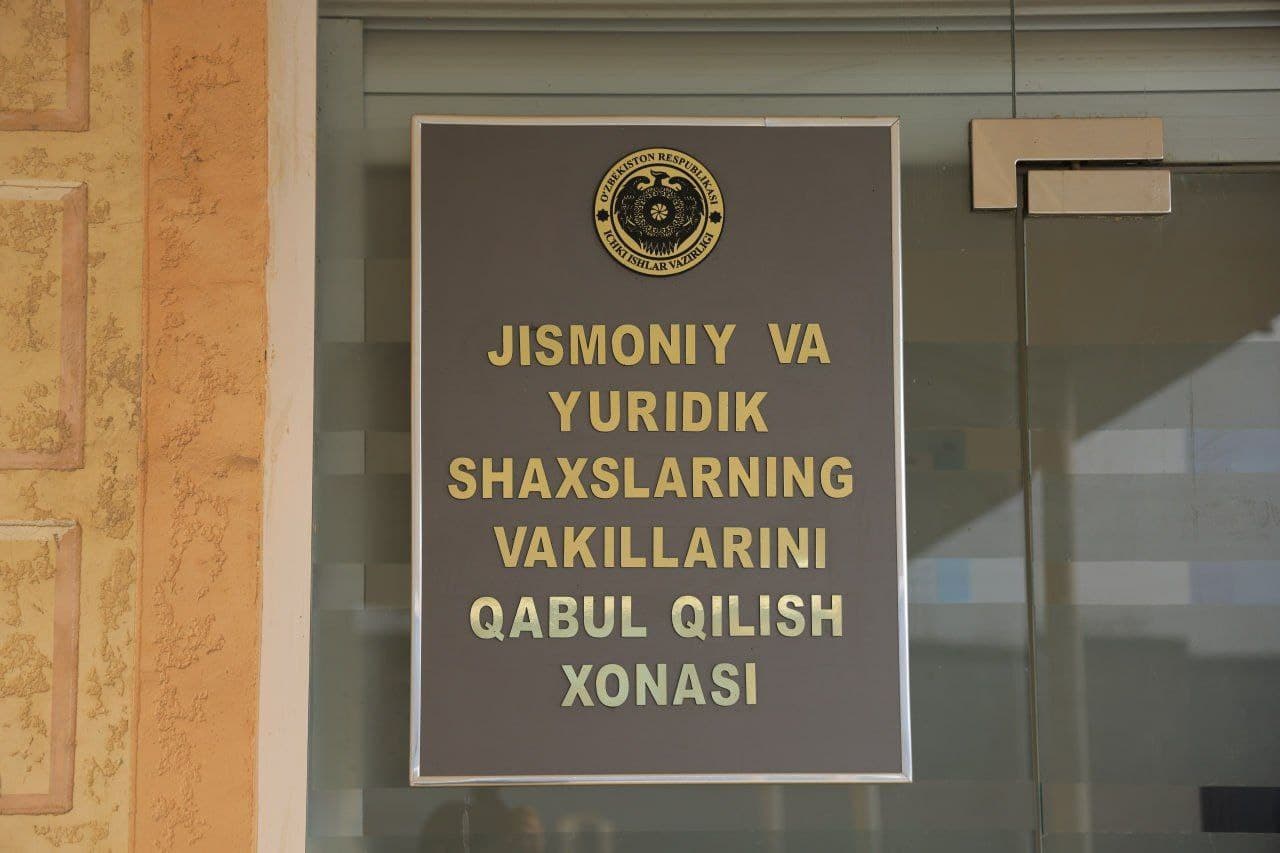 O'ZBEKISTON RESPUBLIKASI
ICHKI ISHLAR VAZIRLIGI
JISMONIY VA
YURIDIK
SHAXSLARNING
VAKILLARINI
QABUL QILISH
XONASI